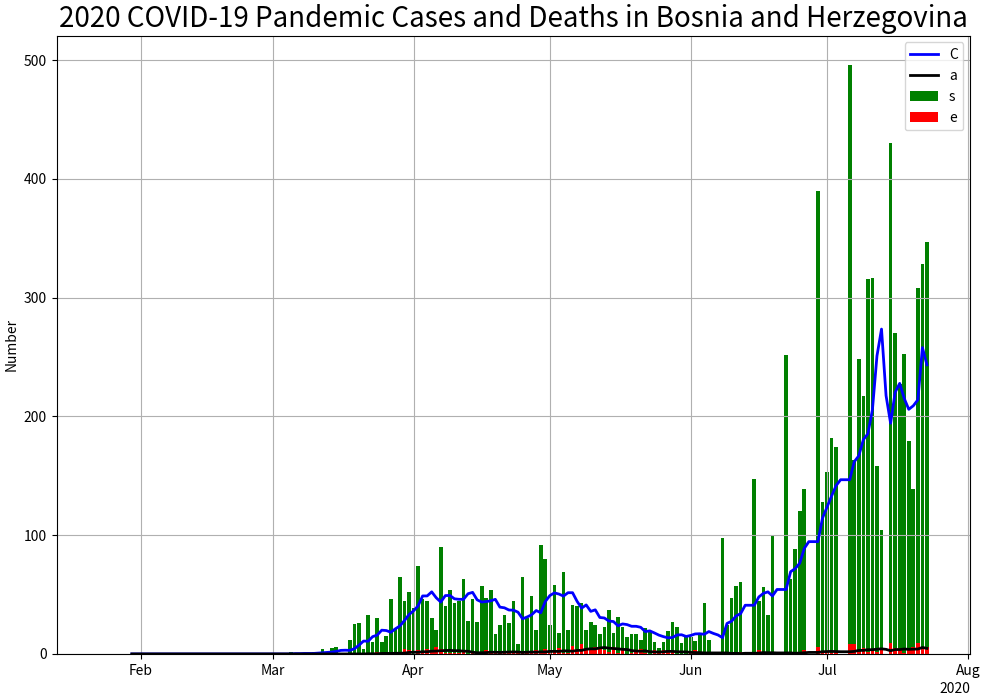 2020 COVID-19 Pandemic Cases and Deaths in Bosnia and Herzegovina
C
a
s
e
Number
500
400
300
200
100
0
Feb
Mar
Apr
May
Jun
Jul
Aug
2020